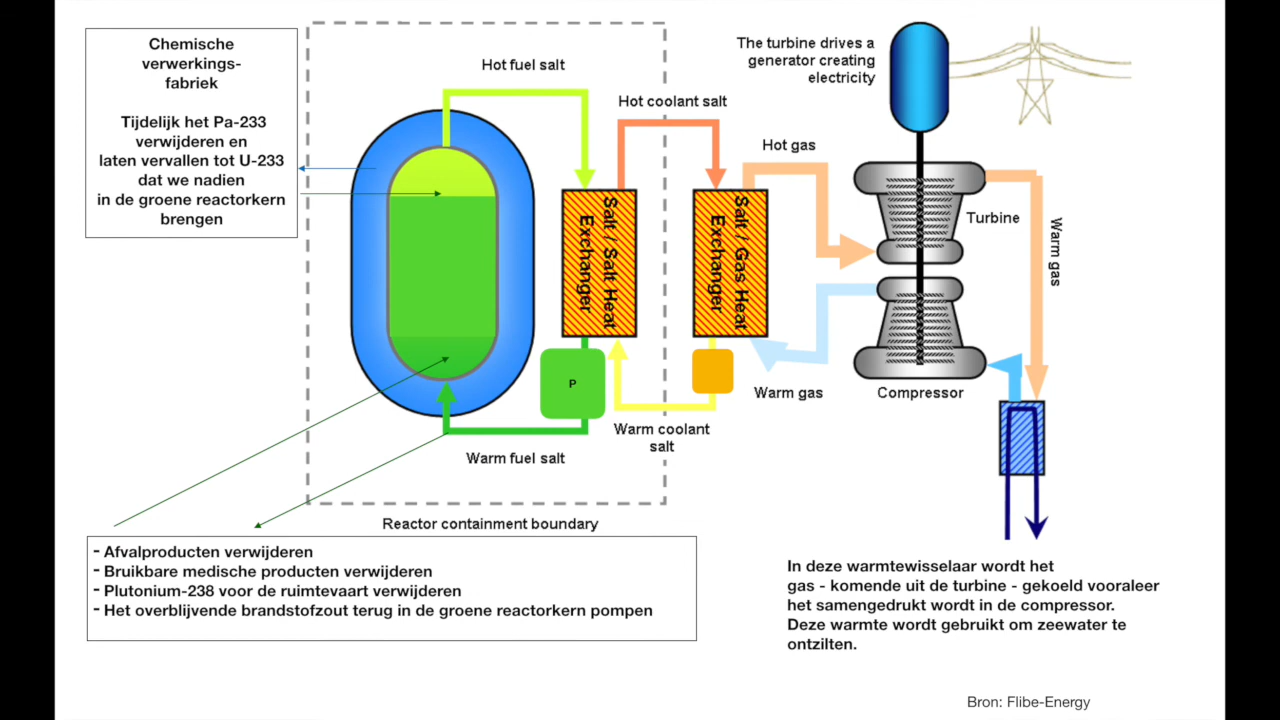 Chemische
verwerkings-
fabriek
Tijdelijk het Pa-233
verwijderen en
laten vervallen tot U-233
dat we nadien
in de groene reactorkern
brengen
Hot fuel salt
Hot coolant salt
The turbine drives a
generator creating
electricity
Hot gas
Salt / Salt Heat
Exchanger
Salt / Gas Heat
Exchanger
Turbine
Warm gas
P
Warm gas
Compressor
Warm coolant
salt
Warm fuel salt
Reactor containment boundary
- Afvalproducten verwijderen
- Bruikbare medische producten verwijderen
- Plutonium-238 voor de ruimtevaart verwijderen
- Het overblijvende brandstofzout terug in de groene reactorkern pompen
In deze warmtewisselaar wordt het
gas - komende uit de turbine - gekoeld vooraleer
het samengedrukt wordt in de compressor.
Deze warmte wordt gebruikt om zeewater te
ontzilten.
Bron: Flibe-Energy